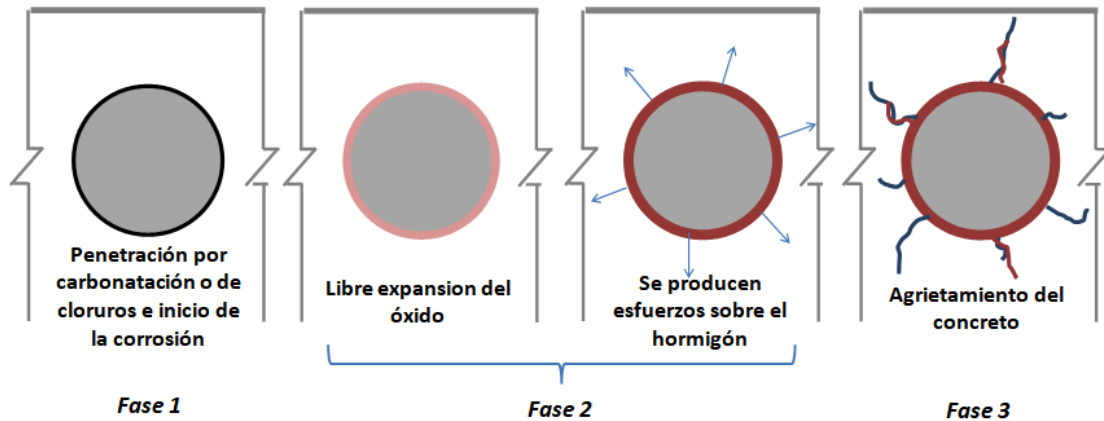 Penetración por
carbonatación o de
cloruros e inicio de
la corrosión
Libre expansion del
óxido
Se producen
esfuerzos sobre el
hormigón
Agrietamiento del
concreto
Fase 1
Fase 2
Fase 3